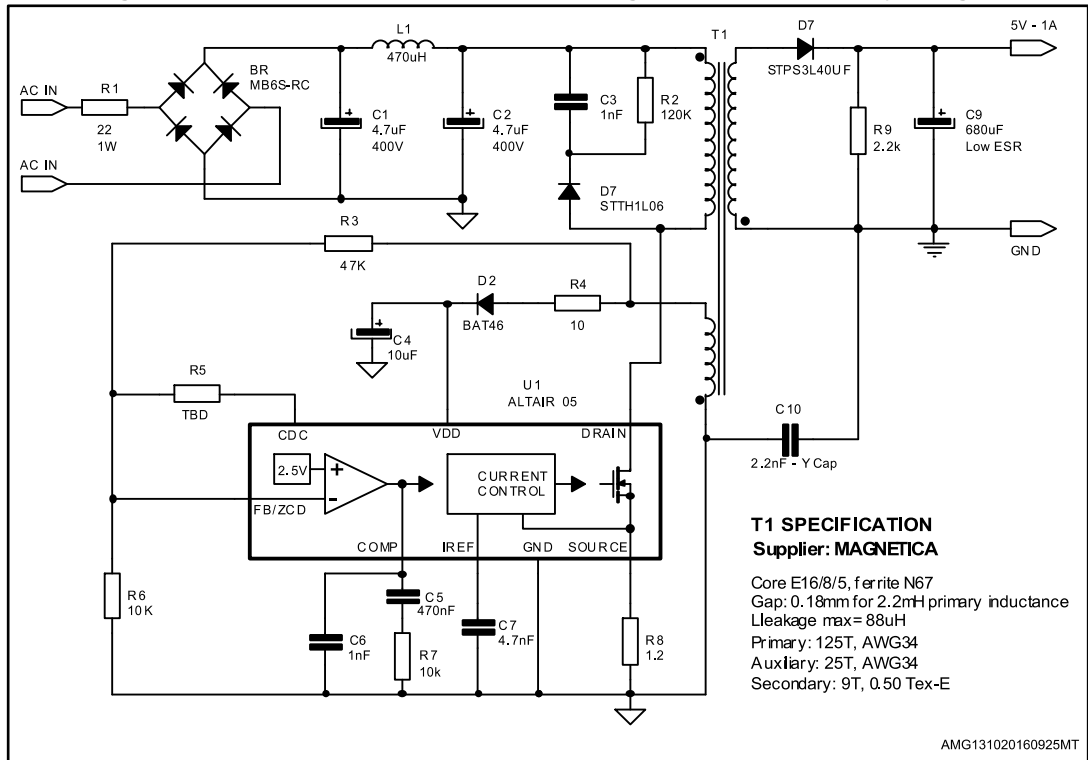 L1
470uH
T1
D7
STPS3L40UF
5V - 1A
BR
MB6S-RC
AC IN
R1
22
1W
AC IN
C1
4.7uF
400V
C2
4.7uF
400V
C3
1nF
R2
120K
R9
2.2k
C9
680uF
Low ESR
D7
STTH1L06
GND
R3
47K
D2
BAT46
R4
10
C4
10uF
R5
TBD
U1
ALTAIR 05
C10
2.2nF - Y Cap
CDC
VDD
DRAIN
2.5V
+
-
CURRENT
CONTROL
FB/ZCD
COMP
IREF
GND
SOURCE
R6
10K
C5
470nF
C6
1nF
R7
10k
C7
4.7nF
R8
1.2
T1 SPECIFICATION
Supplier: MAGNETICA
Core E16/8/5, ferrite N67
Gap: 0.18mm for 2.2mH primary inductance
Lleakage max= 88uH
Primary: 125T, AWG34
Auxiliary: 25T, AWG34
Secondary: 9T, 0.50 Tex-E
AMG131020160925MT